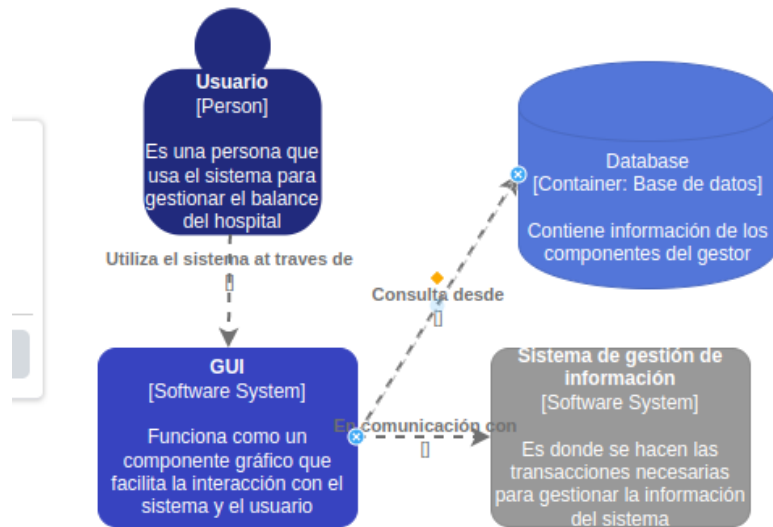 Usuario
[Person]
Es una persona que
usa el sistema para
gestionar el balance
del hospital
Utiliza el sistema at traves de
[]
Database
[Container: Base de datos]
Contiene información de los
componentes del gestor
Consulta desde
[]
GUI
[Software System]
Funciona como un
componente gráfico que
facilita la interacción con el
sistema y el usuario
En comunicación con
[]
Sistema de gestión de
información
[Software System]
Es donde se hacen las
transacciones necesarias
para gestionar la información
del sistema